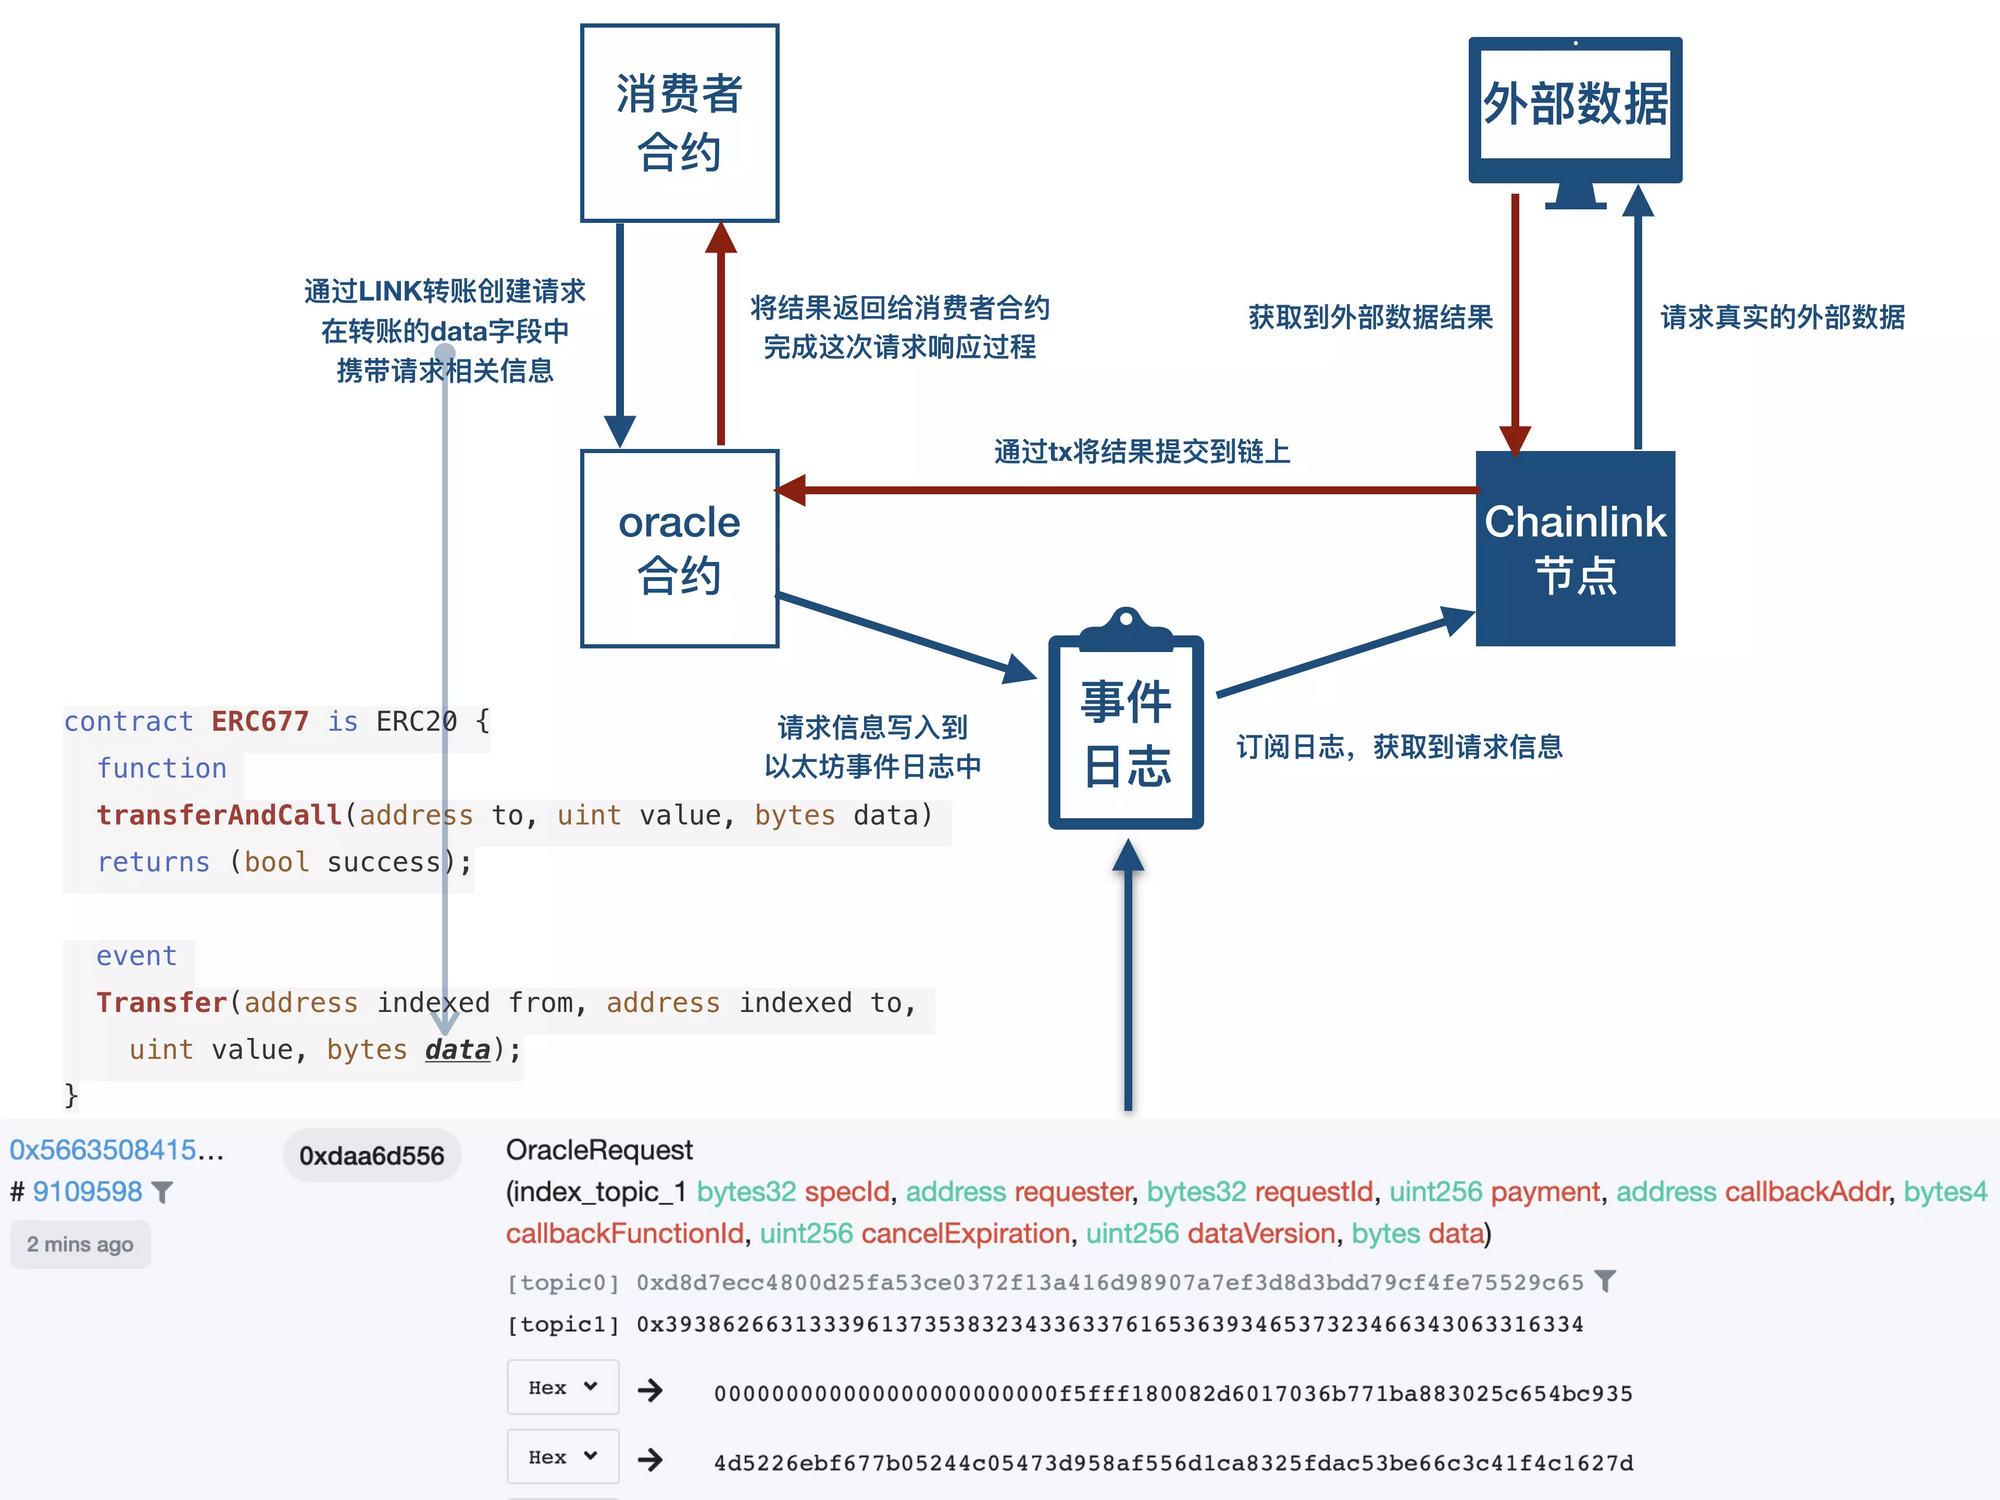 消费者
合约
外部数据
通过LINK转账创建请求
在转账的data字段中
携带请求相关信息
将结果返回给消费者合约
完成这次请求响应过程
获取到外部数据结果
请求真实的外部数据
通过tx将结果提交到链上
oracle
合约
Chainlink
节点
事件
日志
请求信息写入到
以太坊事件日志中
订阅日志，获取到请求信息
contract ERC677 is ERC20 {
function
transferAndCall(address to, uint value, bytes data)
returns (bool success);
event
Transfer(address indexed from, address indexed to,
uint value, bytes data);
}
0x5663508415...
# 9109598
2 mins ago
0xdaa6d556
OracleRequest
(index_topic_1 bytes32 specId, address requester, bytes32 requestId, uint256 payment, address callbackAddr, bytes4
callbackFunctionId, uint256 cancelExpiration, uint256 dataVersion, bytes data)
[topic0] 0xd8d7ecc4800d25fa53ce0372f13a416d98907a7ef3d8d3bdd79cf4fe75529c65
[topic1] 0x3938626631333961373538323433633761653639346537323466343063316334
Hex → 000000000000000000000000f5fff180082d6017036b771ba883025c654bc935
Hex → 4d5226ebf677b05244c05473d958af556d1ca8325fdac53be66c3c41f4c1627d